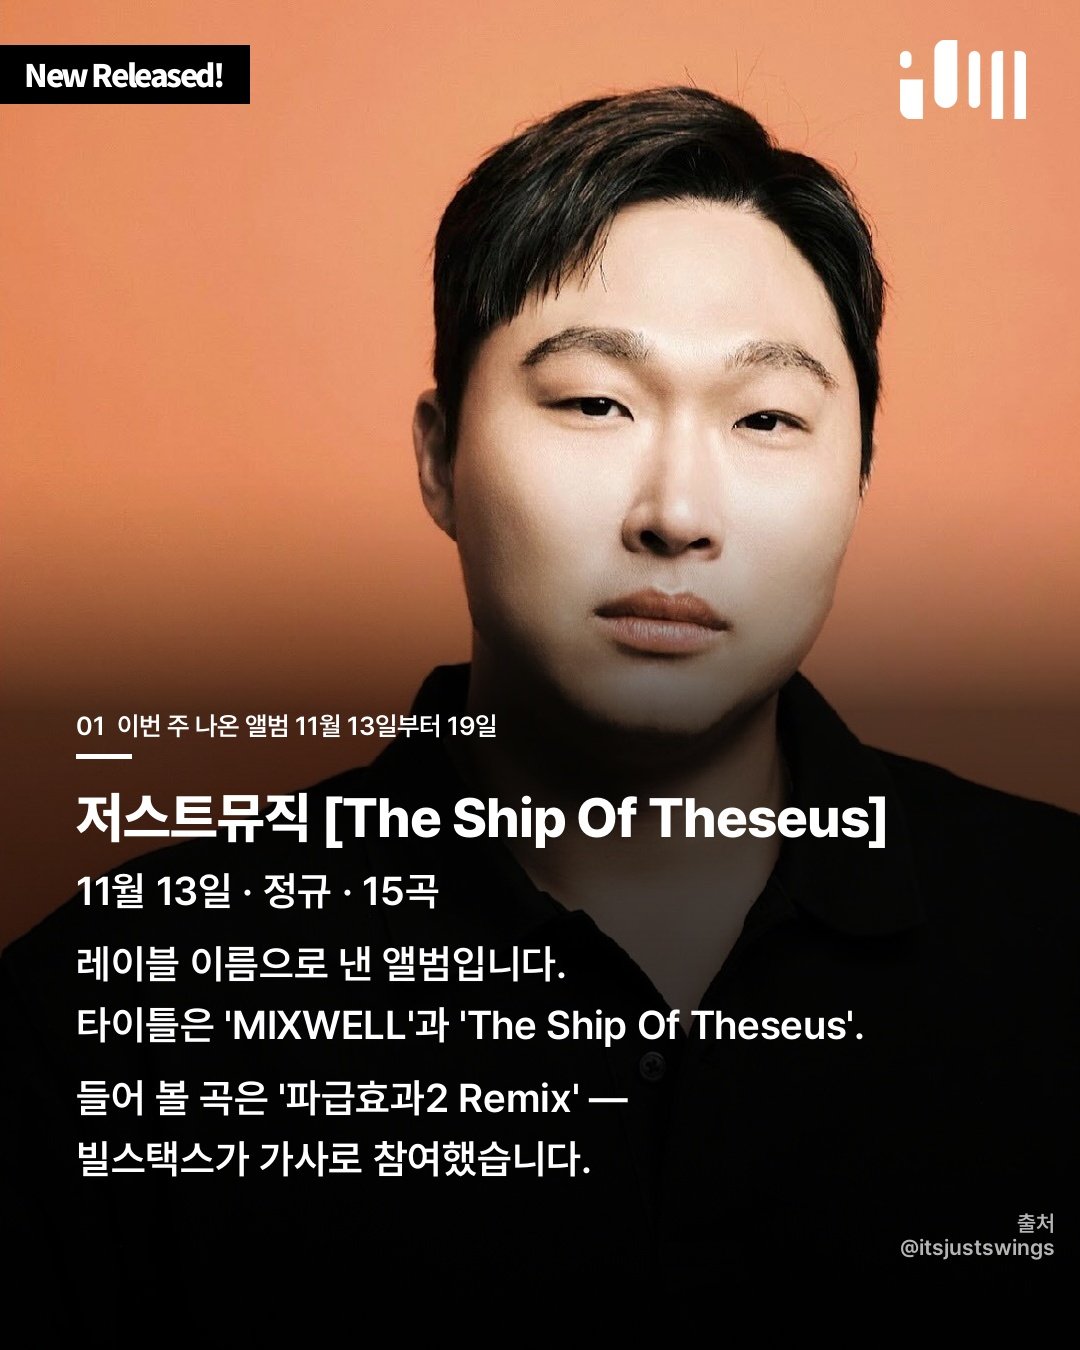 New Released!
idm
01 이번 주 나온 앨범 11월 13일부터 19일
저스트뮤직 [The Ship Of Theseus]
11월 13일 · 정규 · 15곡
레이블 이름으로 낸 앨범입니다.
타이틀은 'MIXWELL'과 'The Ship Of Theseus'.
들어 볼 곡은 '파급효과2 Remix' —
빌스택스가 가사로 참여했습니다.
출처
@itsjustswings